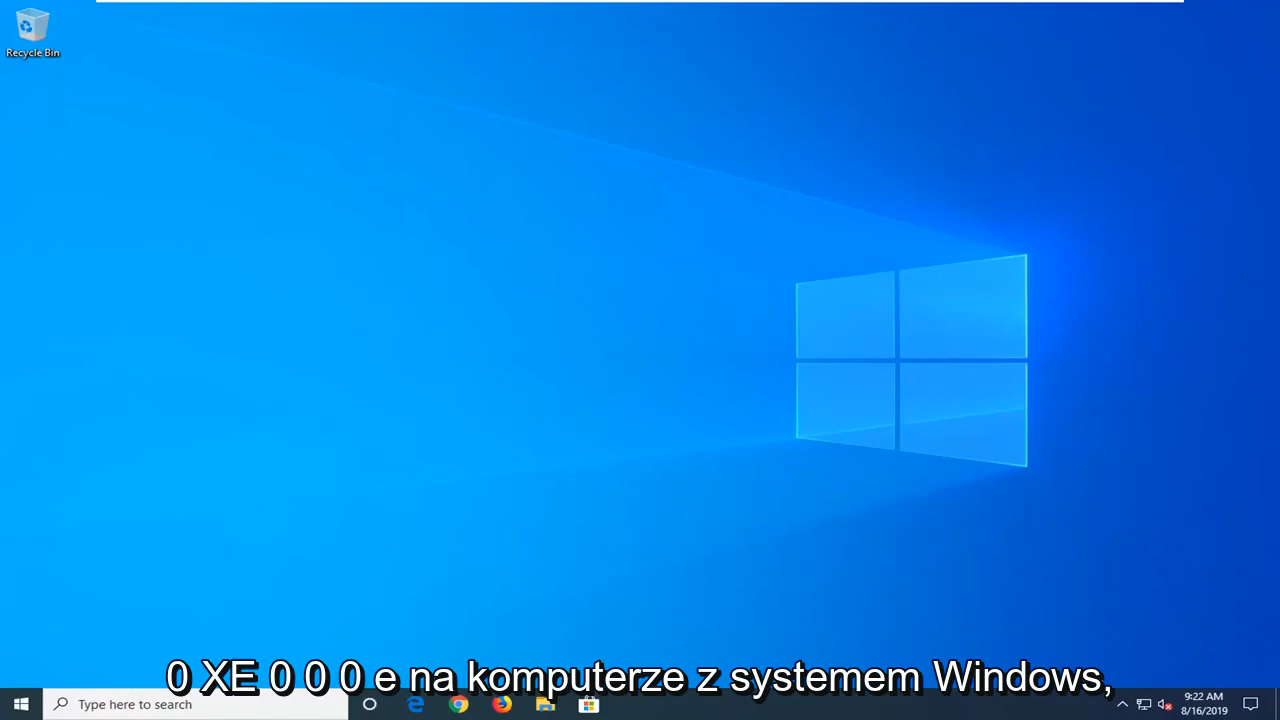 Recycle Bin
0 XE 0 0 0 e na komputerze z systemem Windows,
Type here to search
9:22 AM
8/16/2019